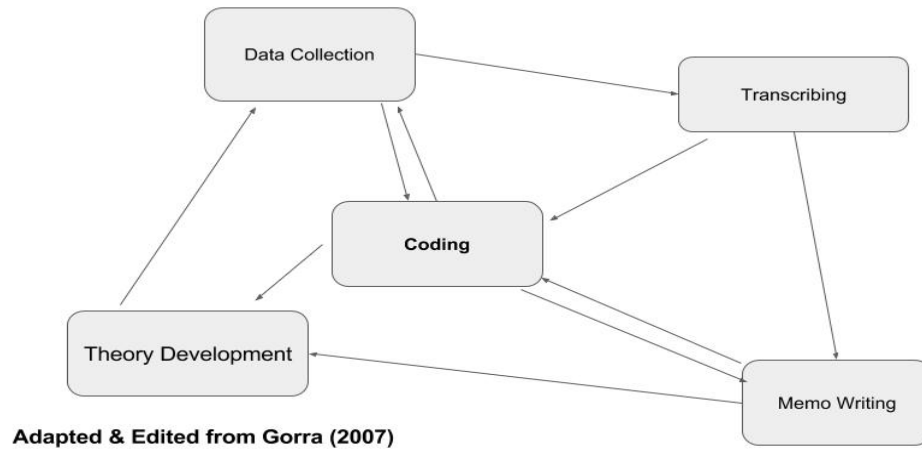 Data Collection
Transcribing
Coding
Theory Development
Memo Writing
Adapted & Edited from Gorra (2007)